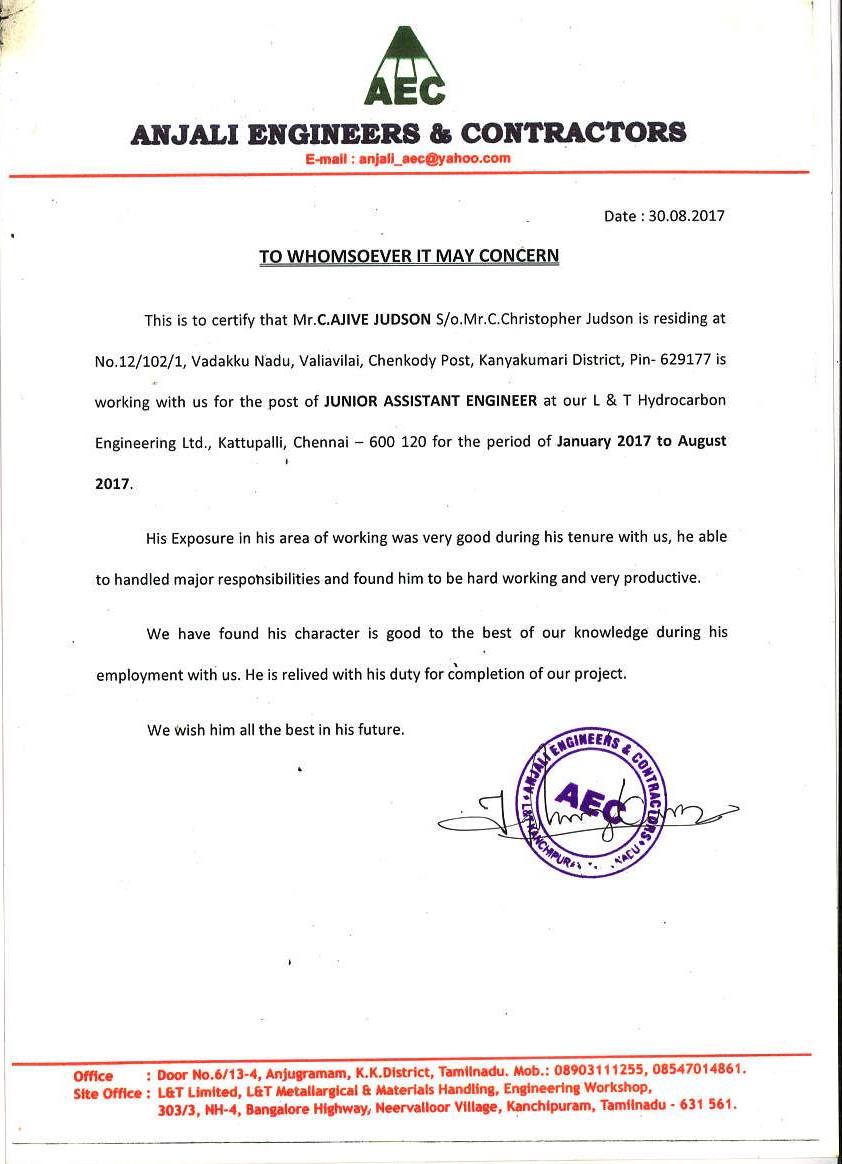 AEC
ANJALI ENGINEERS & CONTRACTORS
E-mail : anjali_aec@yahoo.com
Date : 30.08.2017
TO WHOMSOEVER IT MAY CONCERN
This is to certify that Mr.C.AJIVE JUDSON S/o.Mr.C.Christopher Judson is residing at
No.12/102/1, Vadakku Nadu, Valiavilai, Chenkody Post, Kanyakumari District, Pin- 629177 is
working with us for the post of JUNIOR ASSISTANT ENGINEER at our L & T Hydrocarbon
Engineering Ltd., Kattupalli, Chennai – 600 120 for the period of January 2017 to August
2017.
His Exposure in his area of working was very good during his tenure with us, he able
to handled major responsibilities and found him to be hard working and very productive.
We have found his character is good to the best of our knowledge during his
employment with us. He is relived with his duty for completion of our project.
We wish him all the best in his future.
ANJALI ENGINEERS & CONTRACTORS
AEC
L&T
Office : Door No.6/13-4, Anjugramam, K.K.District, Tamilnadu. Mob.: 08903111255, 08547014861.
Site Office : L&T Limited, L&T Metallargical & Materials Handling, Engineering Workshop,
303/3, NH-4, Bangalore Highway, Neervalloor Village, Kanchipuram, Tamilnadu - 631 561.